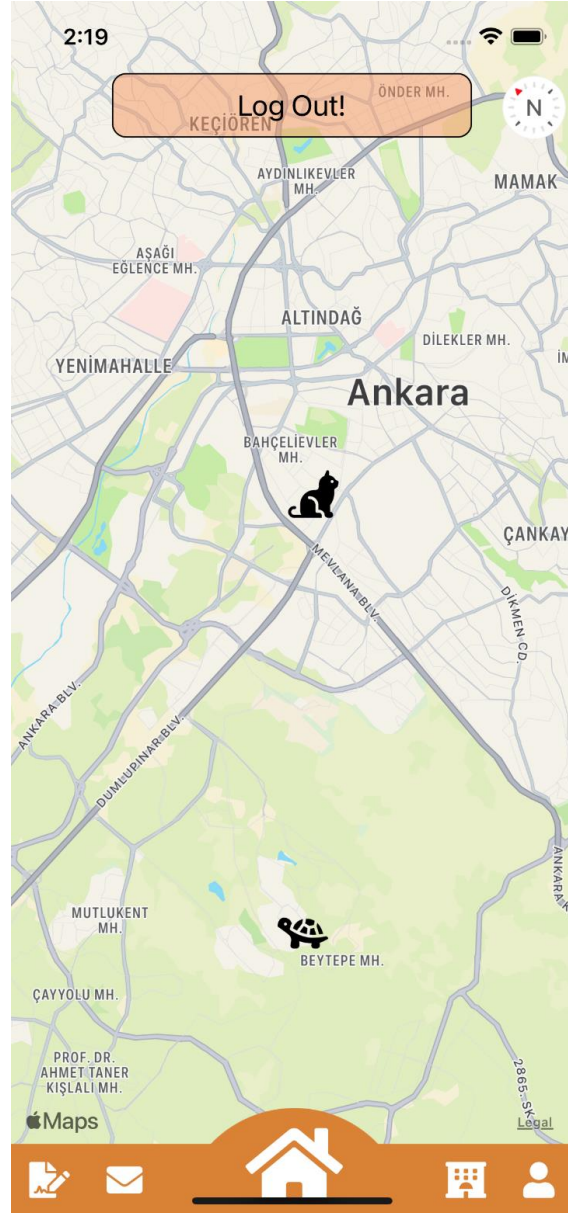 2:19
Log Out!
ÖNDER MH.
N
KEÇİÖREN
AYDINLIKEVLER
MH.
MAMAK
AŞAĞI
EĞLENCE MH.
ALTINDAĞ
DİLEKLER MH.
YENİMAHALLE
Ankara
BAHÇELİEVLER
MH.
ÇANKAY
MEVLANA BLV.
DİKMEN CD.
ANKARA BLV.
DUMLUPINAR BLV.
ANKARA
MUTLUKENT
MH.
BEYTEPE MH.
ÇAYYOLU MH.
PROF. DR.
AHMET TANER
KIŞLALI MH.
2865. SK.
Maps
Legal